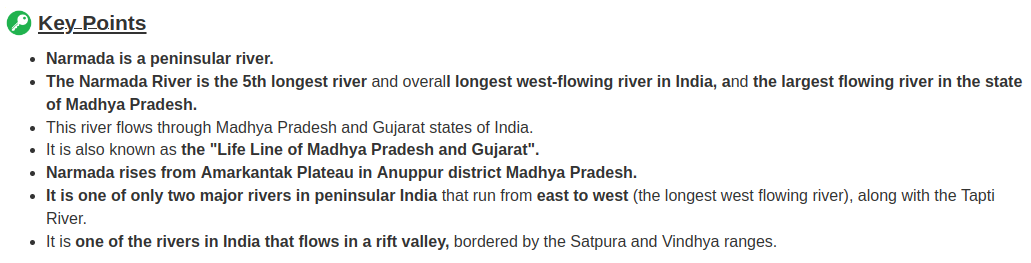 Key Points
• Narmada is a peninsular river.
• The Narmada River is the 5th longest river and overall longest west-flowing river in India, and the largest flowing river in the state
of Madhya Pradesh.
• This river flows through Madhya Pradesh and Gujarat states of India.
• It is also known as the "Life Line of Madhya Pradesh and Gujarat".
• Narmada rises from Amarkantak Plateau in Anuppur district Madhya Pradesh.
• It is one of only two major rivers in peninsular India that run from east to west (the longest west flowing river), along with the Tapti
River.
• It is one of the rivers in India that flows in a rift valley, bordered by the Satpura and Vindhya ranges.